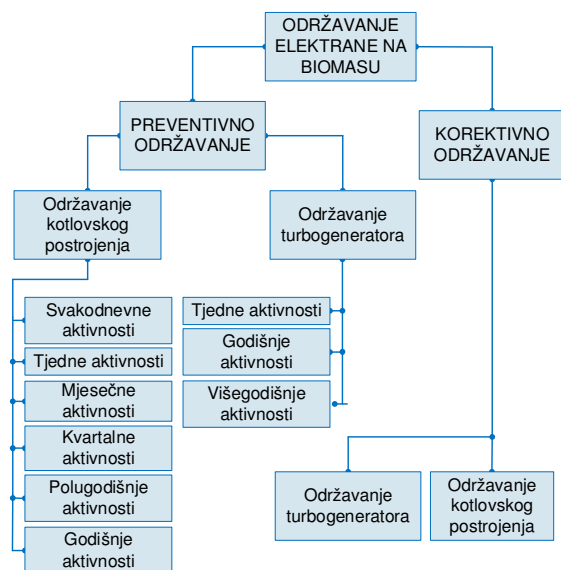 ODRŽAVANJE
ELEKTRANE NA
BIOMASU
PREVENTIVNO
ODRŽAVANJE
KOREKTIVNO
ODRŽAVANJE
Održavanje
kotlovskog
postrojenja
Održavanje
turbogeneratora
Svakodnevne
aktivnosti
Tjedne aktivnosti
Mjesečne
aktivnosti
Kvartalne
aktivnosti
Polugodišnje
aktivnosti
Godišnje
aktivnosti
Tjedne aktivnosti
Godišnje
aktivnosti
Višegodišnje
aktivnosti
Održavanje
turbogeneratora
Održavanje
kotlovskog
postrojenja